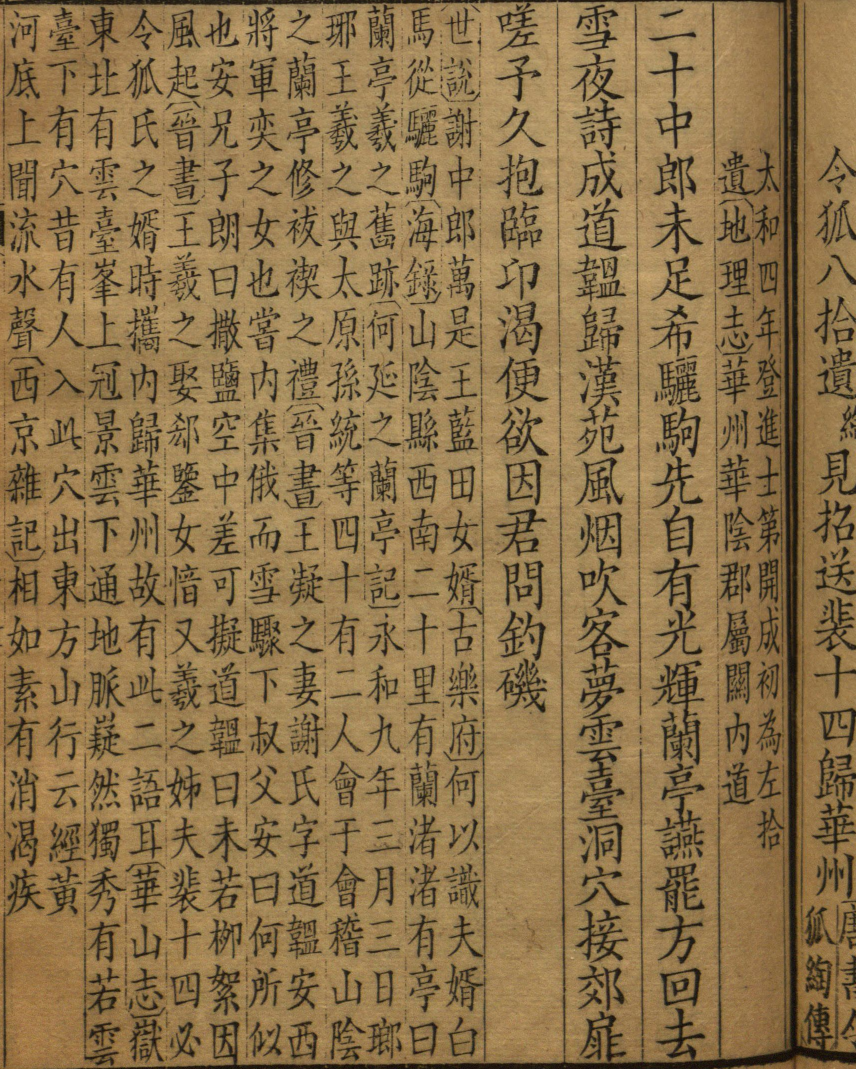 令狐八拾遺綯見招送裴十四歸華州唐書令
狐綯傳
太和四年登進士第開成初為左拾
遺〔地理志〕華州華陰郡屬關内道
二十中郎未足希驪駒先自有光輝蘭亭讌罷方回去
雪夜詩成道韞歸漢苑風烟吹客夢雲臺洞穴接郊扉
嗟予久抱臨卭渴便欲因君問釣磯
〔世說〕謝中郎萬是王藍田女婿〔古樂府〕何以識夫婿白
馬從驪駒〔海錄〕山陰縣西南二十里有蘭渚渚有亭曰
蘭亭羲之舊跡〔何延之蘭亭記〕永和九年三月三日瑯
琊王羲之與太原孫統等四十有二人會于會稽山陰
之蘭亭修袚禊之禮〔晉書〕王凝之妻謝氏字道韞安西
將軍奕之女也嘗内集俄而雪驟下叔父安曰何所似
也安兄子朗曰撒鹽空中差可擬道韞曰未若栁絮因
風起〔晉書〕王羲之娶郄鑒女愔又羲之姊夫裴十四必
令狐氏之婿時攜内歸華州故有此二語耳〔華山志〕嶽
東北有雲臺峯上冠景雲下通地脈嶷然獨秀有若雲
臺下有穴昔有人入此穴出東方山行云經黃
河底上聞流水聲〔西京雜記〕相如素有消渴疾